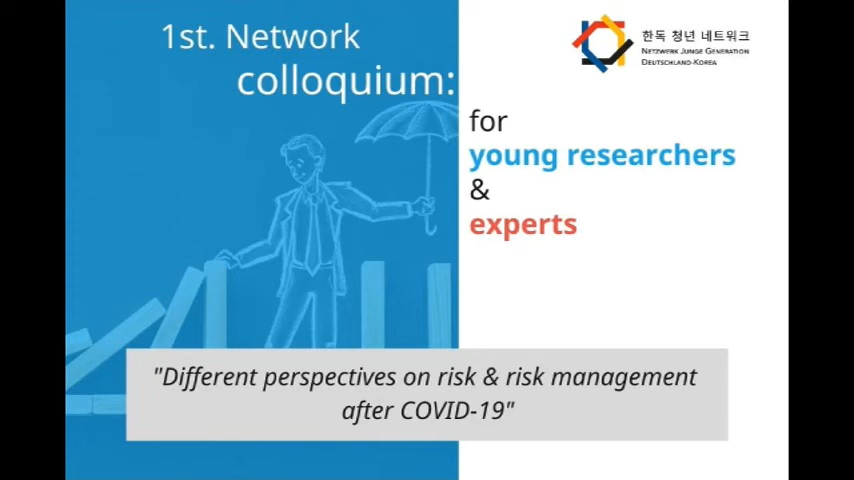 1st. Network
colloquium:
한독 청년 네트워크
Netzwerk Junge Generation
Deutschland-Korea
for
young researchers
&
experts
"Different perspectives on risk & risk management
after COVID-19"